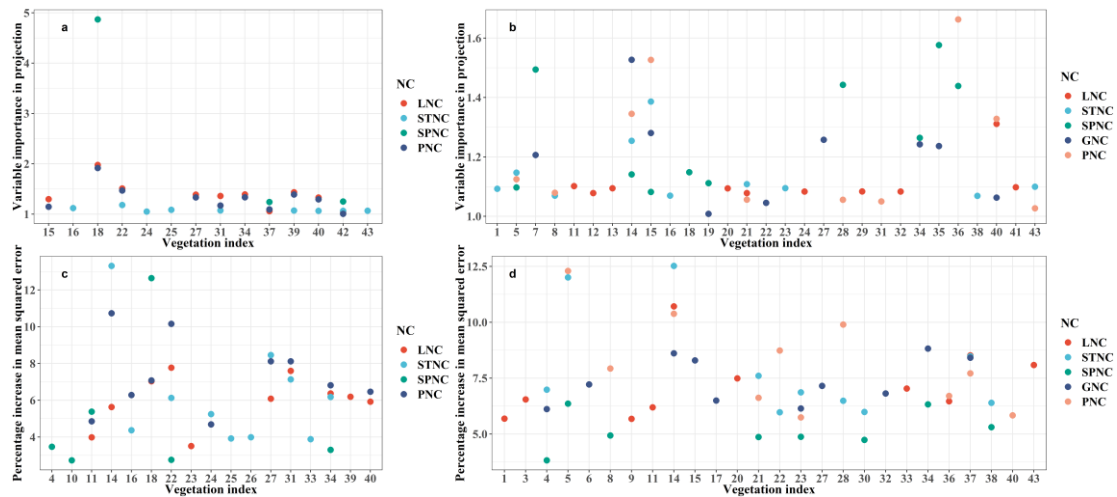 a
Variable importance in projection
5
4
3
2
1
15 16 18 22 24 25 27 31 34 37 39 40 42 43
Vegetation index
NC
LNC
STNC
SPNC
PNC
b
Variable importance in projection
1.6
1.4
1.2
1.0
1 5 7 8 11 12 13 14 15 16 18 19 20 21 22 23 24 27 28 29 31 32 34 35 36 38 40 41 43
Vegetation index
NC
LNC
STNC
SPNC
GNC
PNC
c
Percentage increase in mean squared error
12
10
8
6
4
4 10 11 14 16 18 22 23 24 25 26 27 31 33 34 39 40
Vegetation index
NC
LNC
STNC
SPNC
PNC
d
Percentage increase in mean squared error
12.5
10.0
7.5
5.0
1 3 4 5 6 8 9 11 14 15 17 20 21 22 23 27 28 30 32 33 34 36 37 38 40 43
Vegetation index
NC
LNC
STNC
SPNC
GNC
PNC